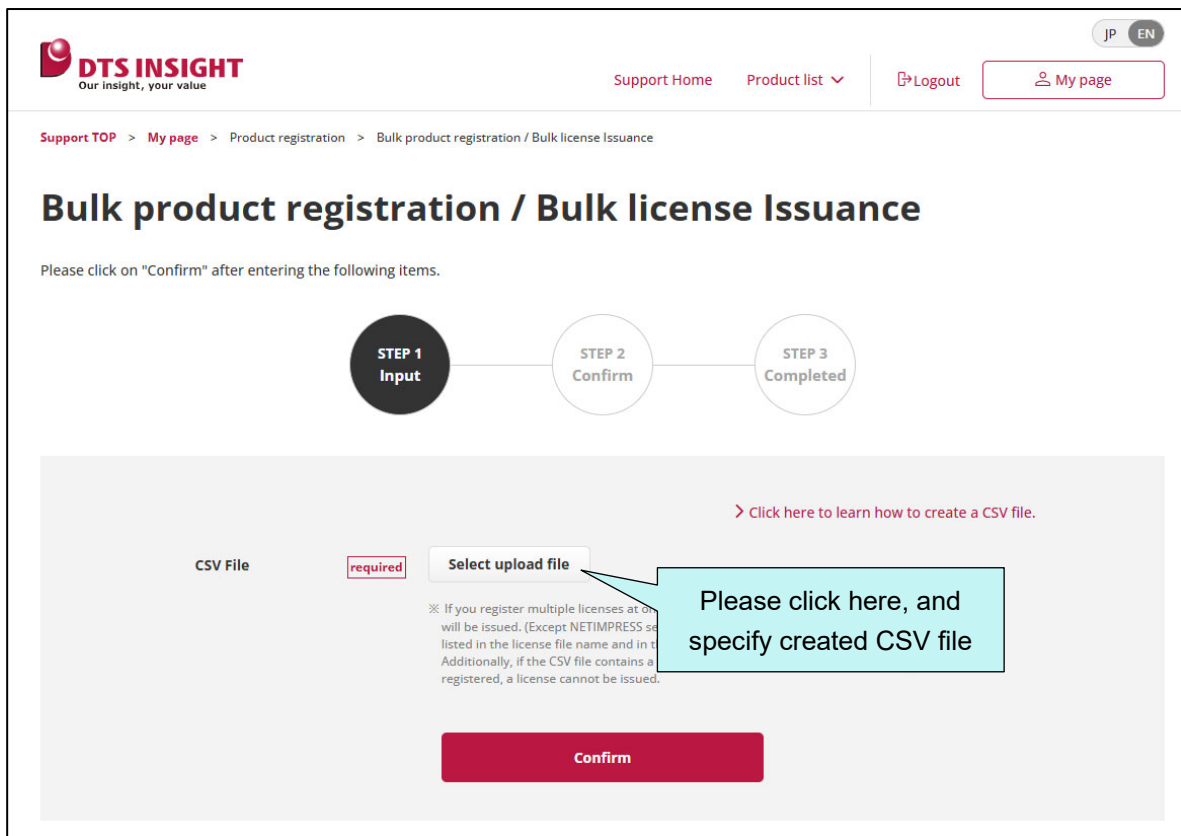 JP EN
DTS INSIGHT
Our insight, your value
Support Home Product list Logout My page
Support TOP > My page > Product registration > Bulk product registration / Bulk license Issuance
Bulk product registration / Bulk license Issuance
Please click on "Confirm" after entering the following items.
STEP 1
Input
STEP 2
Confirm
STEP 3
Completed
> Click here to learn how to create a CSV file.
CSV File required Select upload file
Please click here, and
specify created CSV file
※ If you register multiple licenses at
will be issued. (Except NETIMPRESS
listed in the license file name and in
Additionally, if the CSV file contains a
registered, a license cannot be issued.
Confirm